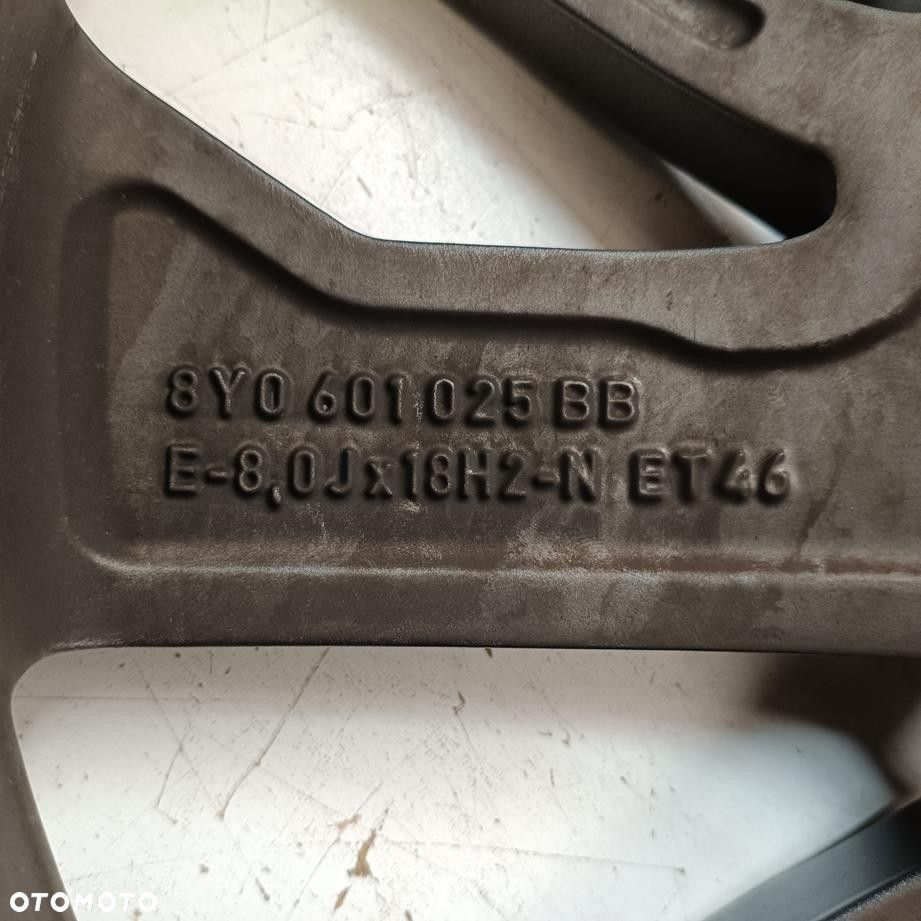 8Y0 601 025 BB
E-8,0Jx18H2-N ET46
OTOMOTO